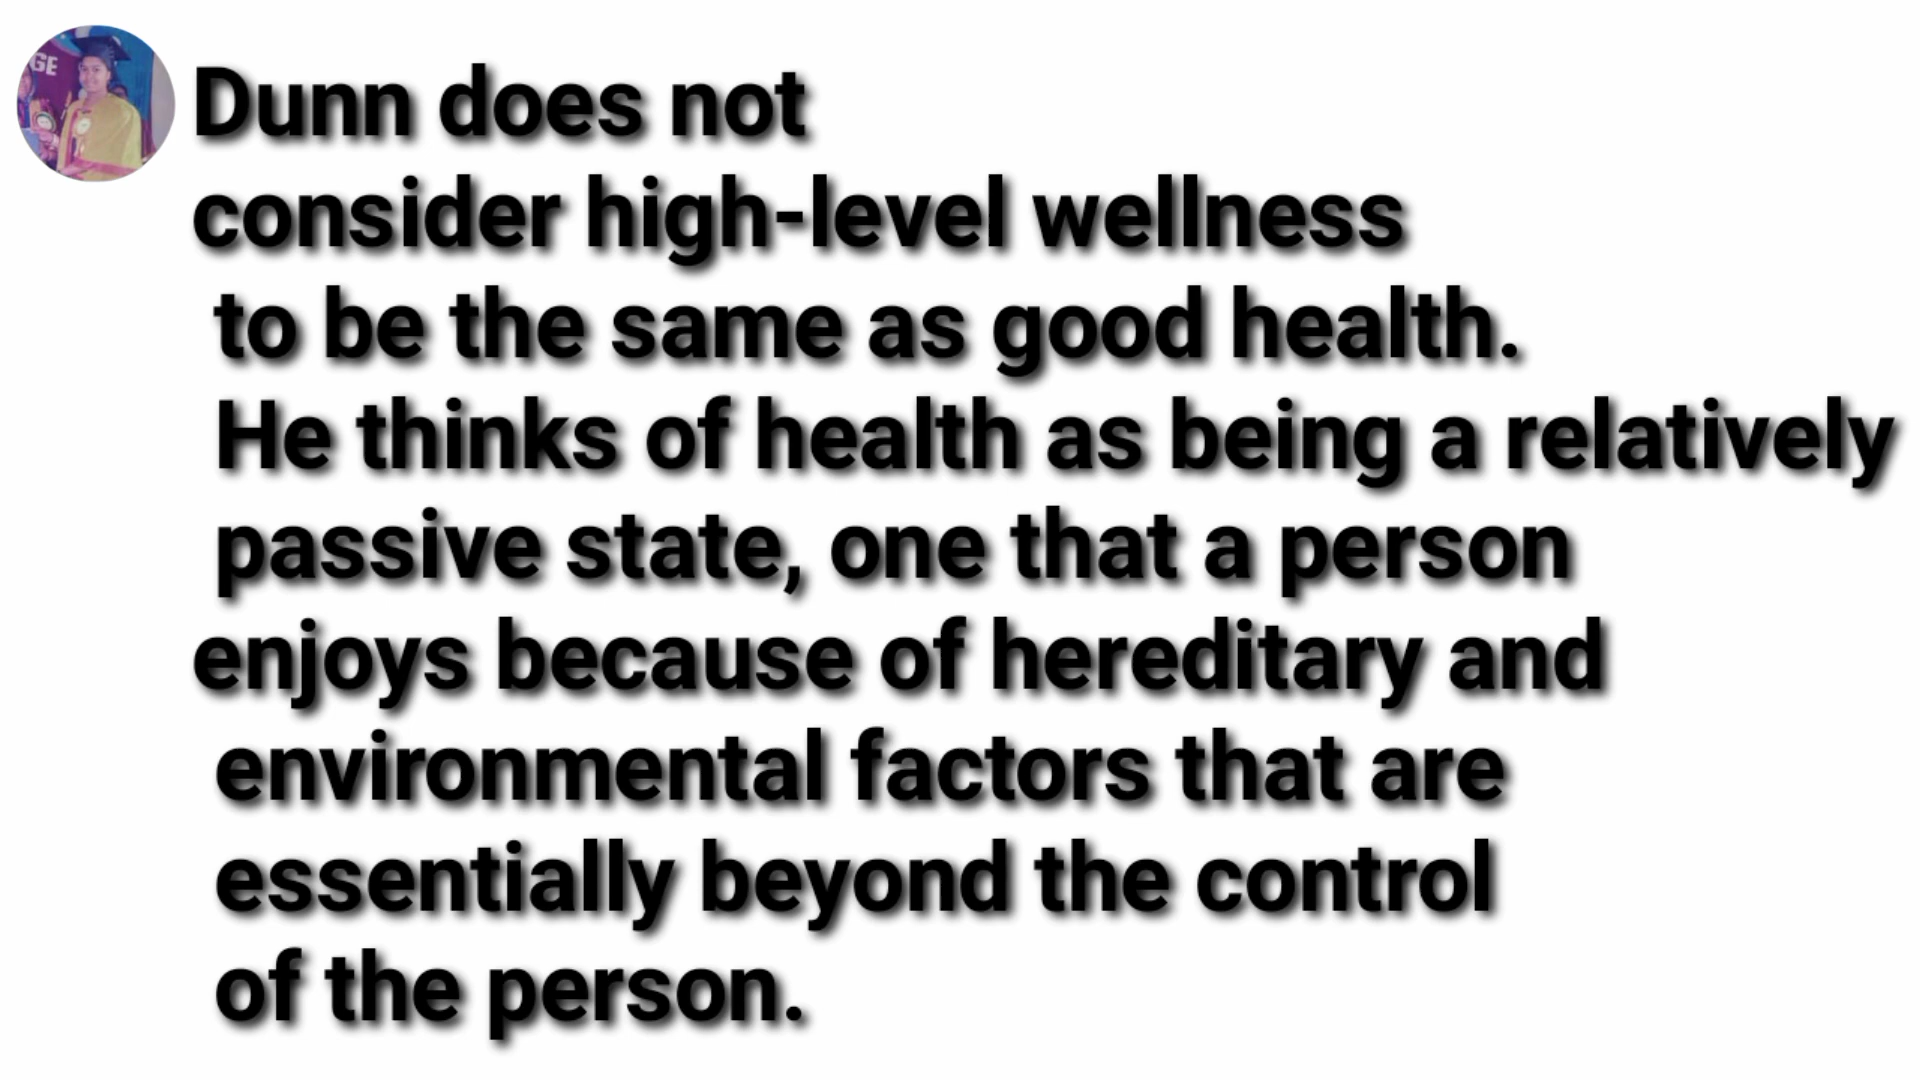 GE
Dunn does not
consider high-level wellness
to be the same as good health.
He thinks of health as being a relatively
passive state, one that a person
enjoys because of hereditary and
environmental factors that are
essentially beyond the control
of the person.